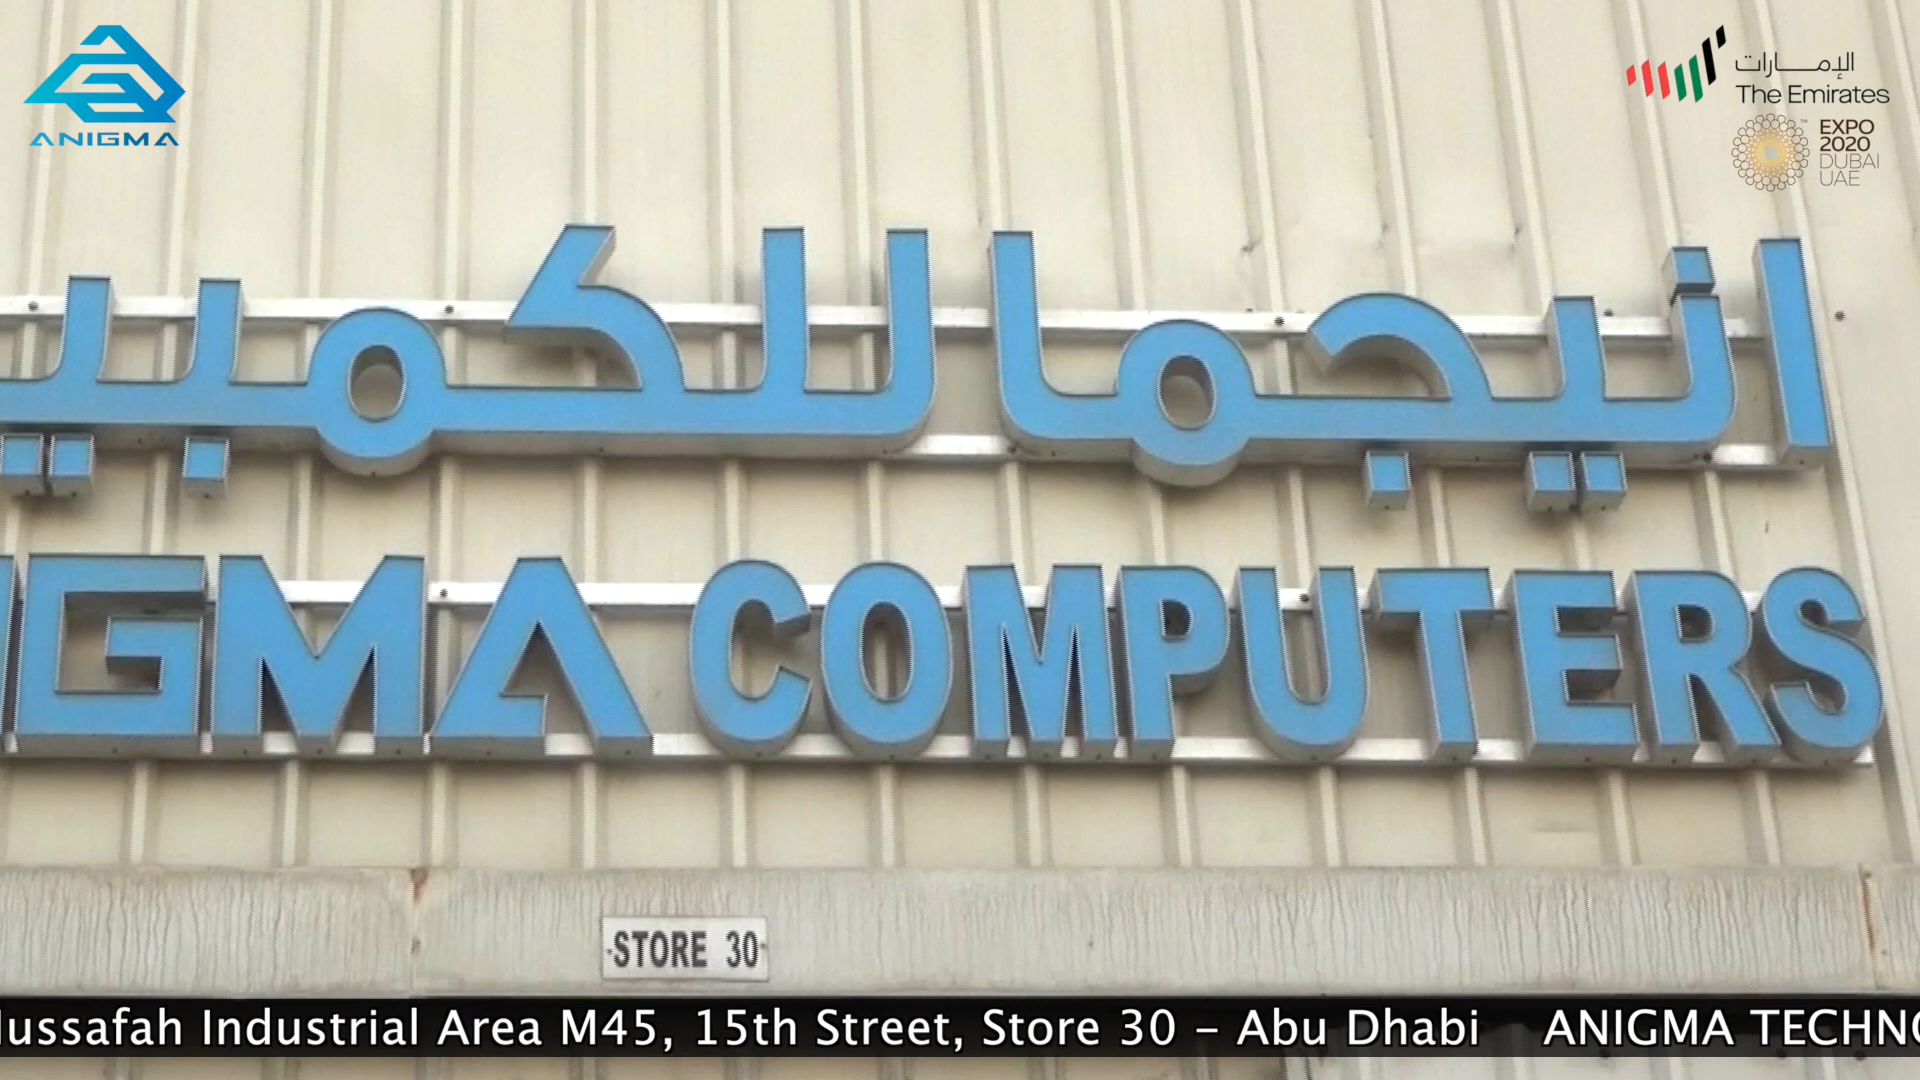 ANIGMA
الإمـــارات
The Emirates
EXPO
2020
DUBAI
UAE
انيجما للكمبي
IGMA COMPUTERS
STORE 30
ussafah Industrial Area M45, 15th Street, Store 30 – Abu Dhabi ANIGMA TECHNO